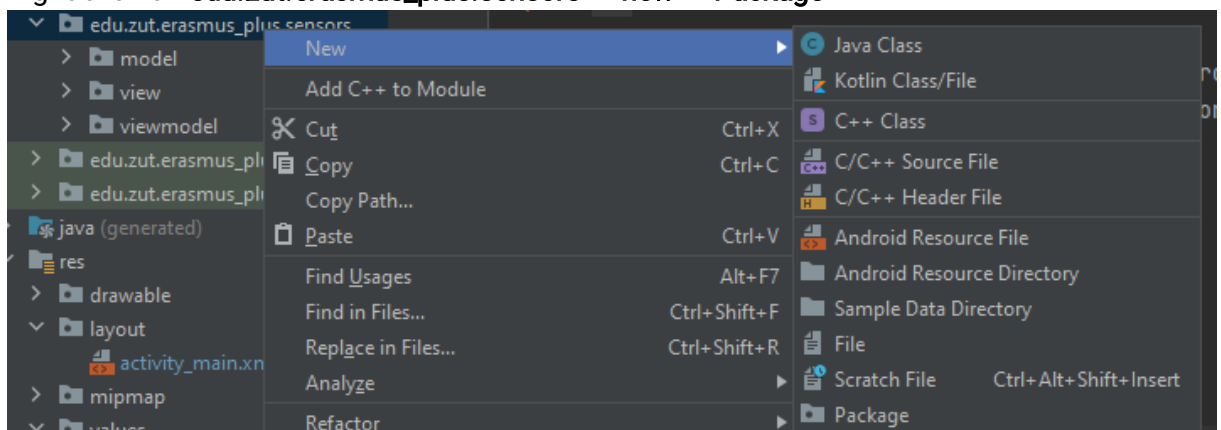 edu.zut.erasmus_plus.sensors
model
view
viewmodel
edu.zut.erasmus_pl
edu.zut.erasmus_pl
java (generated)
res
drawable
layout
activity_main.xn
mipmap
values
New
Add C++ to Module
Cut Ctrl+X
Copy Ctrl+C
Copy Path...
Paste Ctrl+V
Find Usages Alt+F7
Find in Files... Ctrl+Shift+F
Replace in Files... Ctrl+Shift+R
Analyze
Refactor
Java Class
Kotlin Class/File
C++ Class
C/C++ Source File
C/C++ Header File
Android Resource File
Android Resource Directory
Sample Data Directory
File
Scratch File Ctrl+Alt+Shift+Insert
Package